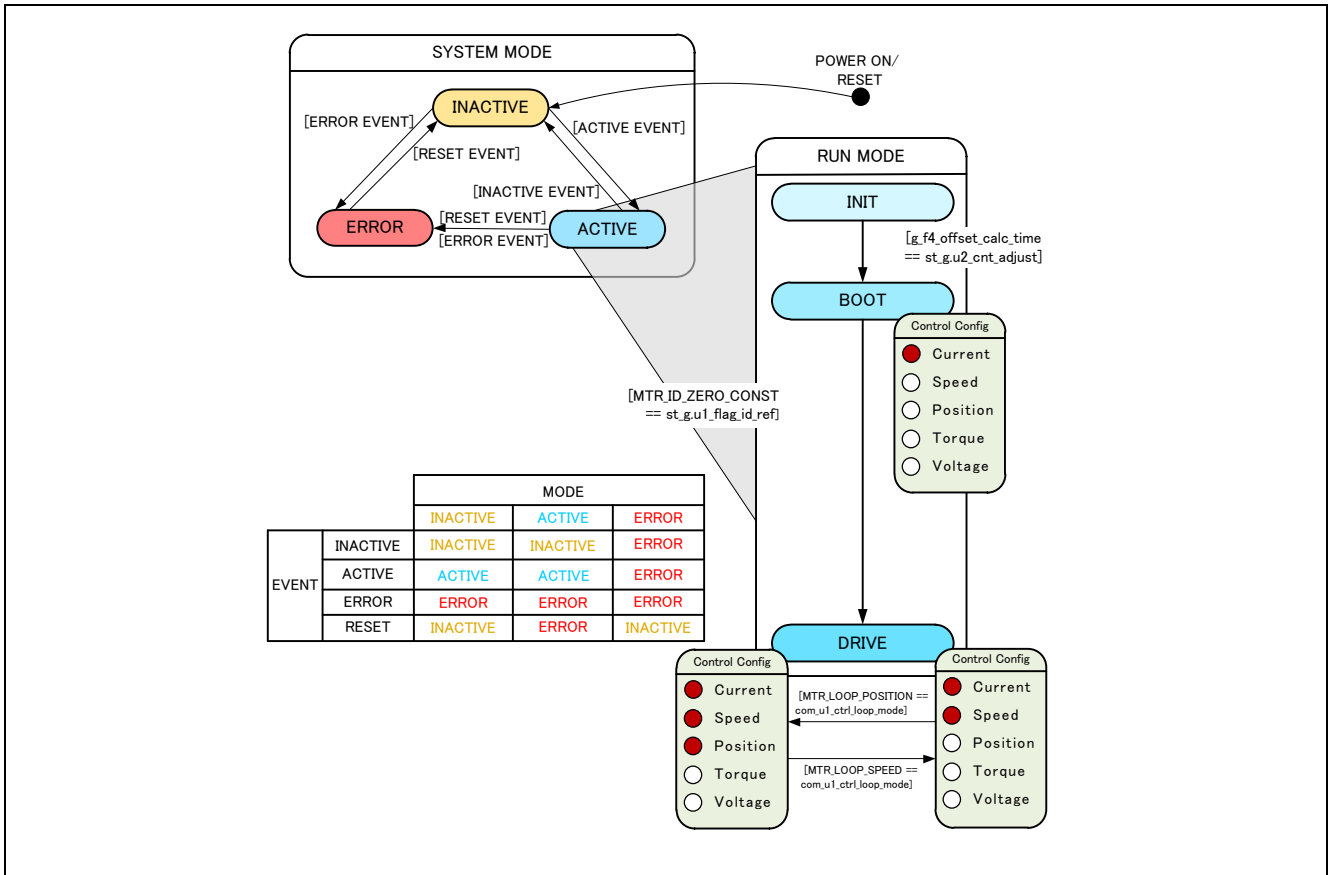 SYSTEM MODE
POWER ON/
RESET
INACTIVE
[ERROR EVENT]
[ACTIVE EVENT]
[RESET EVENT]
[INACTIVE EVENT]
ERROR
[RESET EVENT]
[ERROR EVENT]
ACTIVE
RUN MODE
INIT
[g_f4_offset_calc_time
== st_g.u2_cnt_adjust]
BOOT
Control Config
Current
Speed
Position
Torque
Voltage
[MTR_ID_ZERO_CONST
== st_g.u1_flag_id_ref]
MODE
INACTIVE ACTIVE ERROR
EVENT
INACTIVE INACTIVE INACTIVE ERROR
ACTIVE ACTIVE ACTIVE ERROR
ERROR ERROR ERROR ERROR
RESET INACTIVE ERROR INACTIVE
DRIVE
Control Config
Current
Speed
Position
Torque
Voltage
[MTR_LOOP_POSITION ==
com_u1_ctrl_loop_mode]
[MTR_LOOP_SPEED ==
com_u1_ctrl_loop_mode]
Control Config
Current
Speed
Position
Torque
Voltage